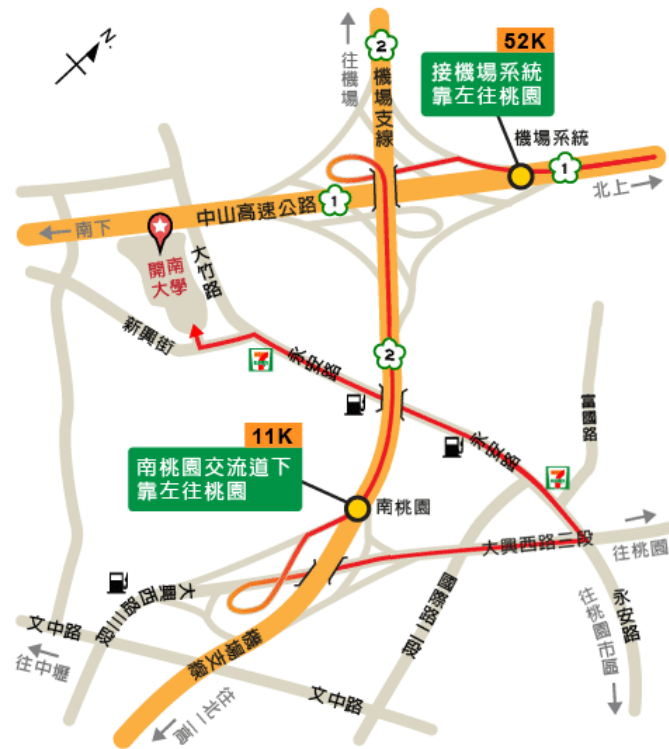 N.
2
往機場
機場支線
52K
接機場系統
靠左往桃園
機場系統
1
北上
中山高速公路
1
南下
開南
大學
大竹路
新興街
7
永安路
2
富國路
11K
南桃園交流道下
靠左往桃園
永安路
7
南桃園
大興西路二段
往桃園
大興西路三段
國際路二段
往桃園市區
永安路
文中路
往中壢
機場支線
文中路
往北二高